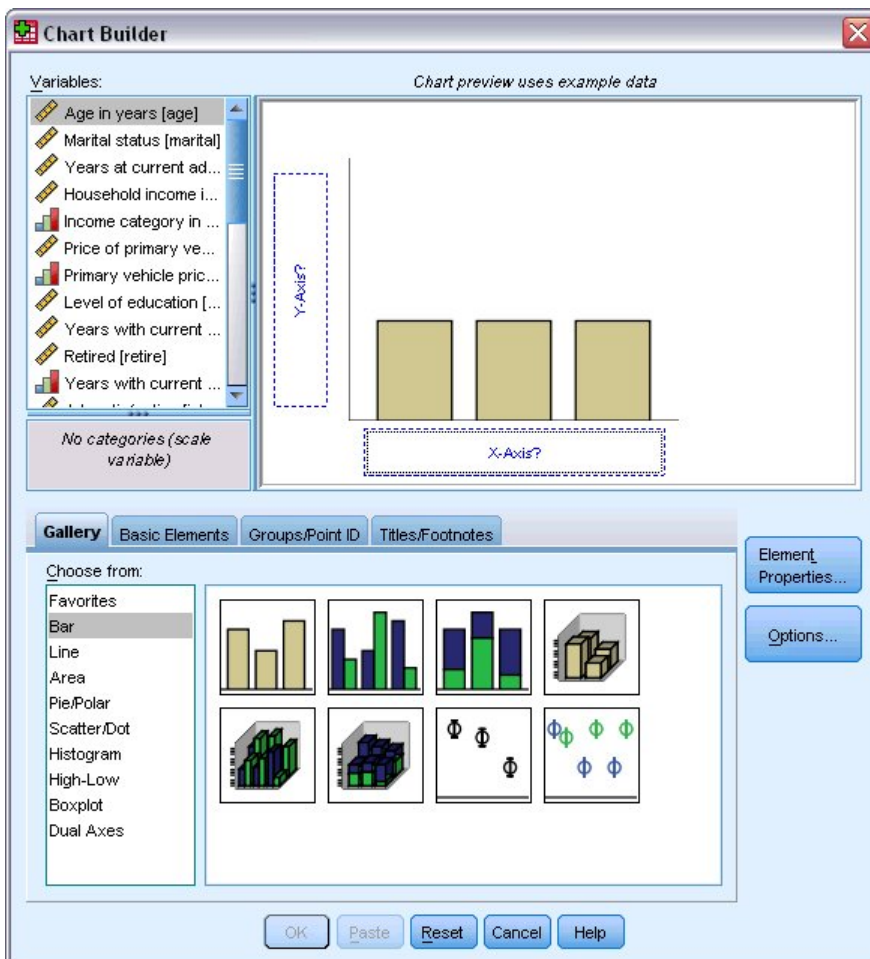 Chart Builder
Variables:
Chart preview uses example data
Age in years [age]
Marital status [marital]
Years at current ad...
Household income i...
Income category in ...
Price of primary ve...
Primary vehicle pric...
Level of education [...
Years with current ...
Retired [retire]
Years with current ...
No categories (scale
variable)
Y-Axis?
X-Axis?
Gallery
Basic Elements
Groups/Point ID
Titles/Footnotes
Choose from:
Favorites
Bar
Line
Area
Pie/Polar
Scatter/Dot
Histogram
High-Low
Boxplot
Dual Axes
Element
Properties...
Options...
OK
Paste
Reset
Cancel
Help